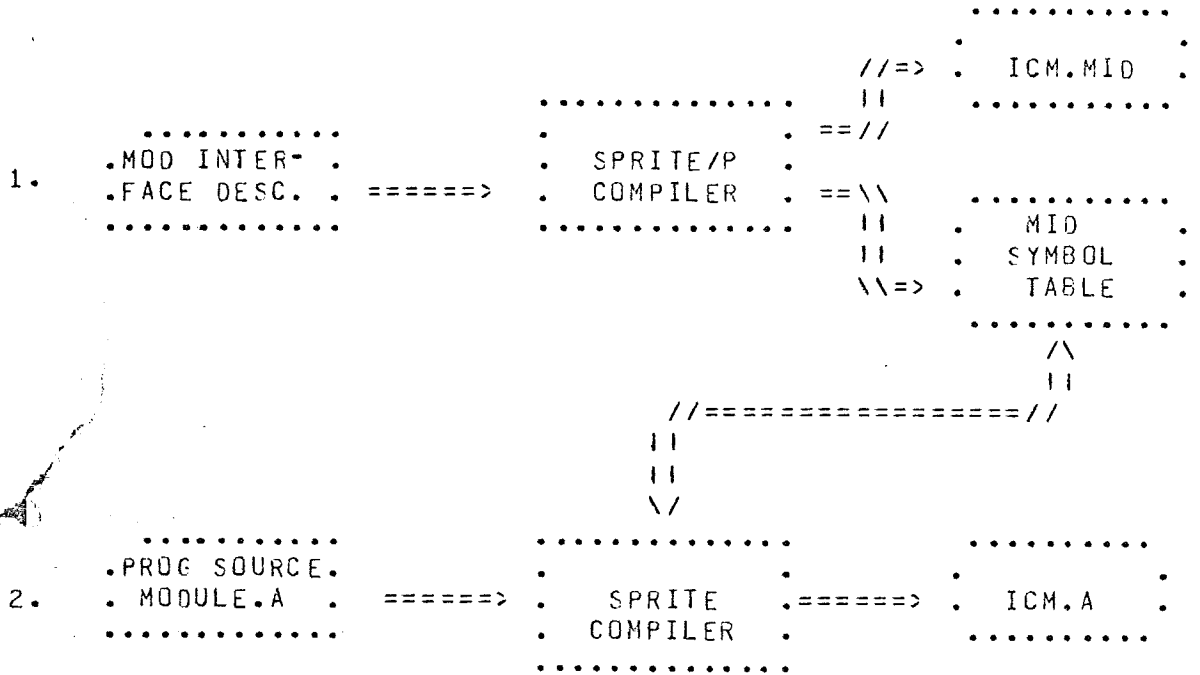 ICM.MID
1. MOD INTER- FACE DESC. ======> SPRITE/P COMPILER
MID SYMBOL TABLE
2. PROG SOURCE MODULE.A ======> SPRITE COMPILER ======> ICM.A